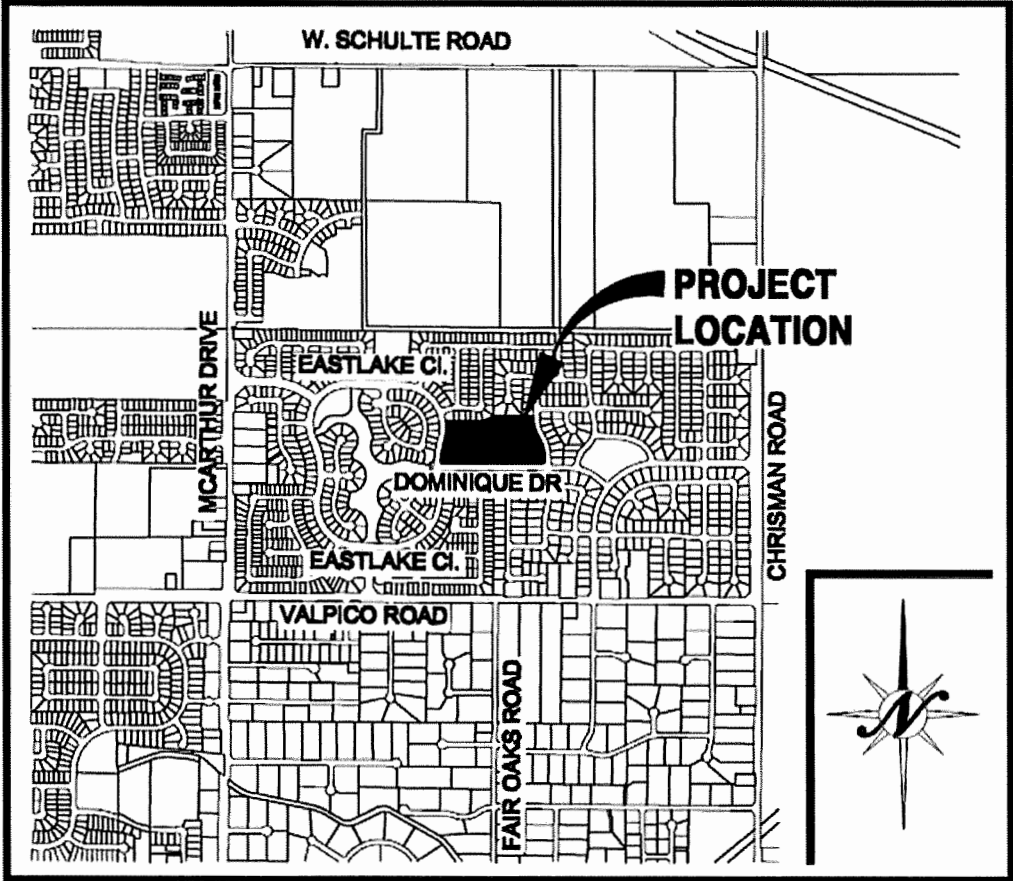 W. SCHULTE ROAD
PROJECT
LOCATION
MCARTHUR DRIVE
EASTLAKE CI.
CHRISMAN ROAD
DOMINIQUE DR
EASTLAKE CI.
VALPICO ROAD
FAIR OAKS ROAD
N